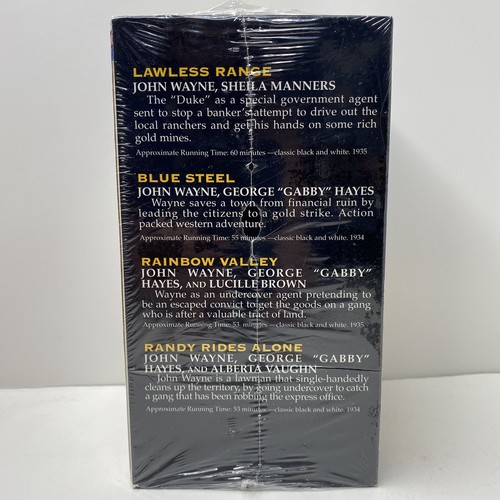 LAWLESS RANGE
JOHN WAYNE, SHEILA MANNERS
The "Duke" as a special government agent
sent to stop a banker's attempt to drive out the
local ranchers and get his hands on some rich
gold mines.
Approximate Running Time: 60 minutes—classic black and white. 1935
BLUE STEEL
JOHN WAYNE, GEORGE "GABBY" HAYES
Wayne saves a town from financial ruin by
leading the citizens to a gold strike. Action
packed western adventure.
Approximate Running Time: 55 minutes—classic black and white. 1934
RAINBOW VALLEY
JOHN WAYNE, GEORGE "GABBY"
HAYES, AND LUCILLE BROWN
Wayne as an undercover agent pretending to
be an escaped convict to get the goods on a gang
who is after a valuable tract of land.
Approximate Running Time: 53 minutes—classic black and white. 1935
RANDY RIDES ALONE
JOHN WAYNE, GEORGE "GABBY"
HAYES, AND ALBERTA VAUGHN
John Wayne is a lawman that single-handedly
cleans up the territory, by going undercover to catch
a gang that has been robbing the express office.
Approximate Running Time: 53 minutes—classic black and white. 1934